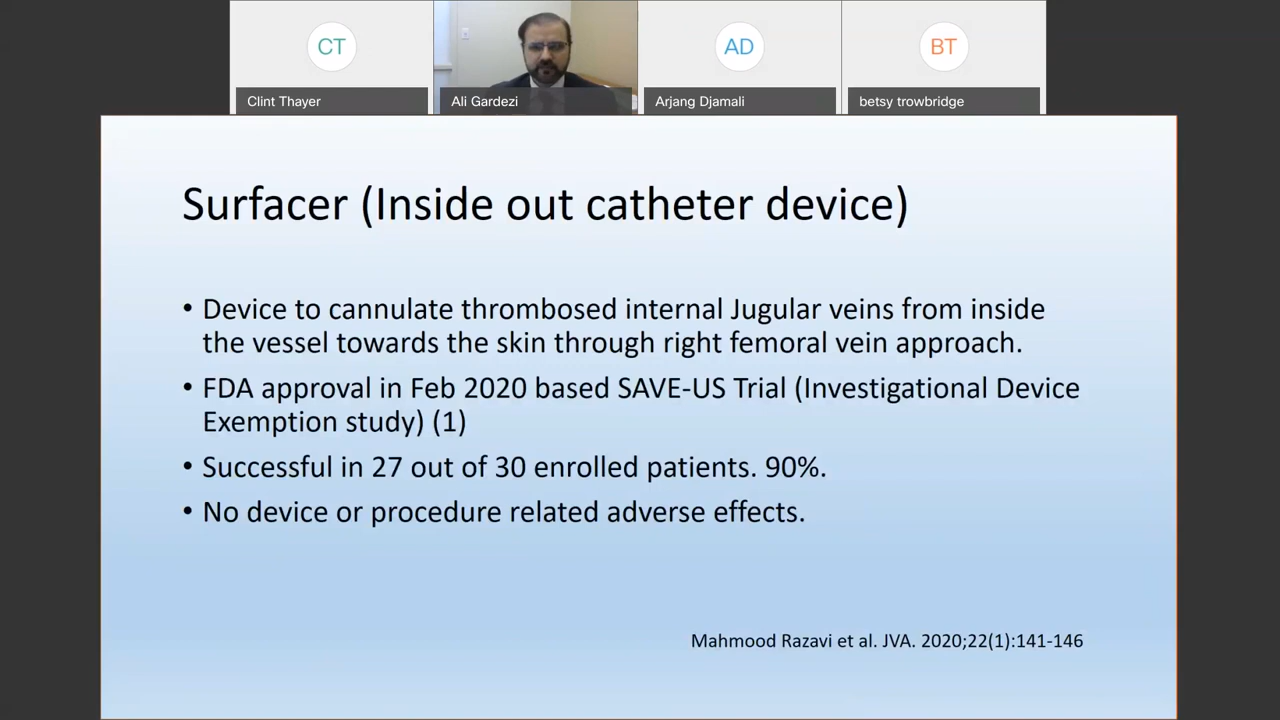 CT
AD
BT
Clint Thayer
Ali Gardezi
Arjang Djamali
betsy trowbridge
Surfacer (Inside out catheter device)
• Device to cannulate thrombosed internal Jugular veins from inside
the vessel towards the skin through right femoral vein approach.
• FDA approval in Feb 2020 based SAVE-US Trial (Investigational Device
Exemption study) (1)
• Successful in 27 out of 30 enrolled patients. 90%.
• No device or procedure related adverse effects.
Mahmood Razavi et al. JVA. 2020;22(1):141-146